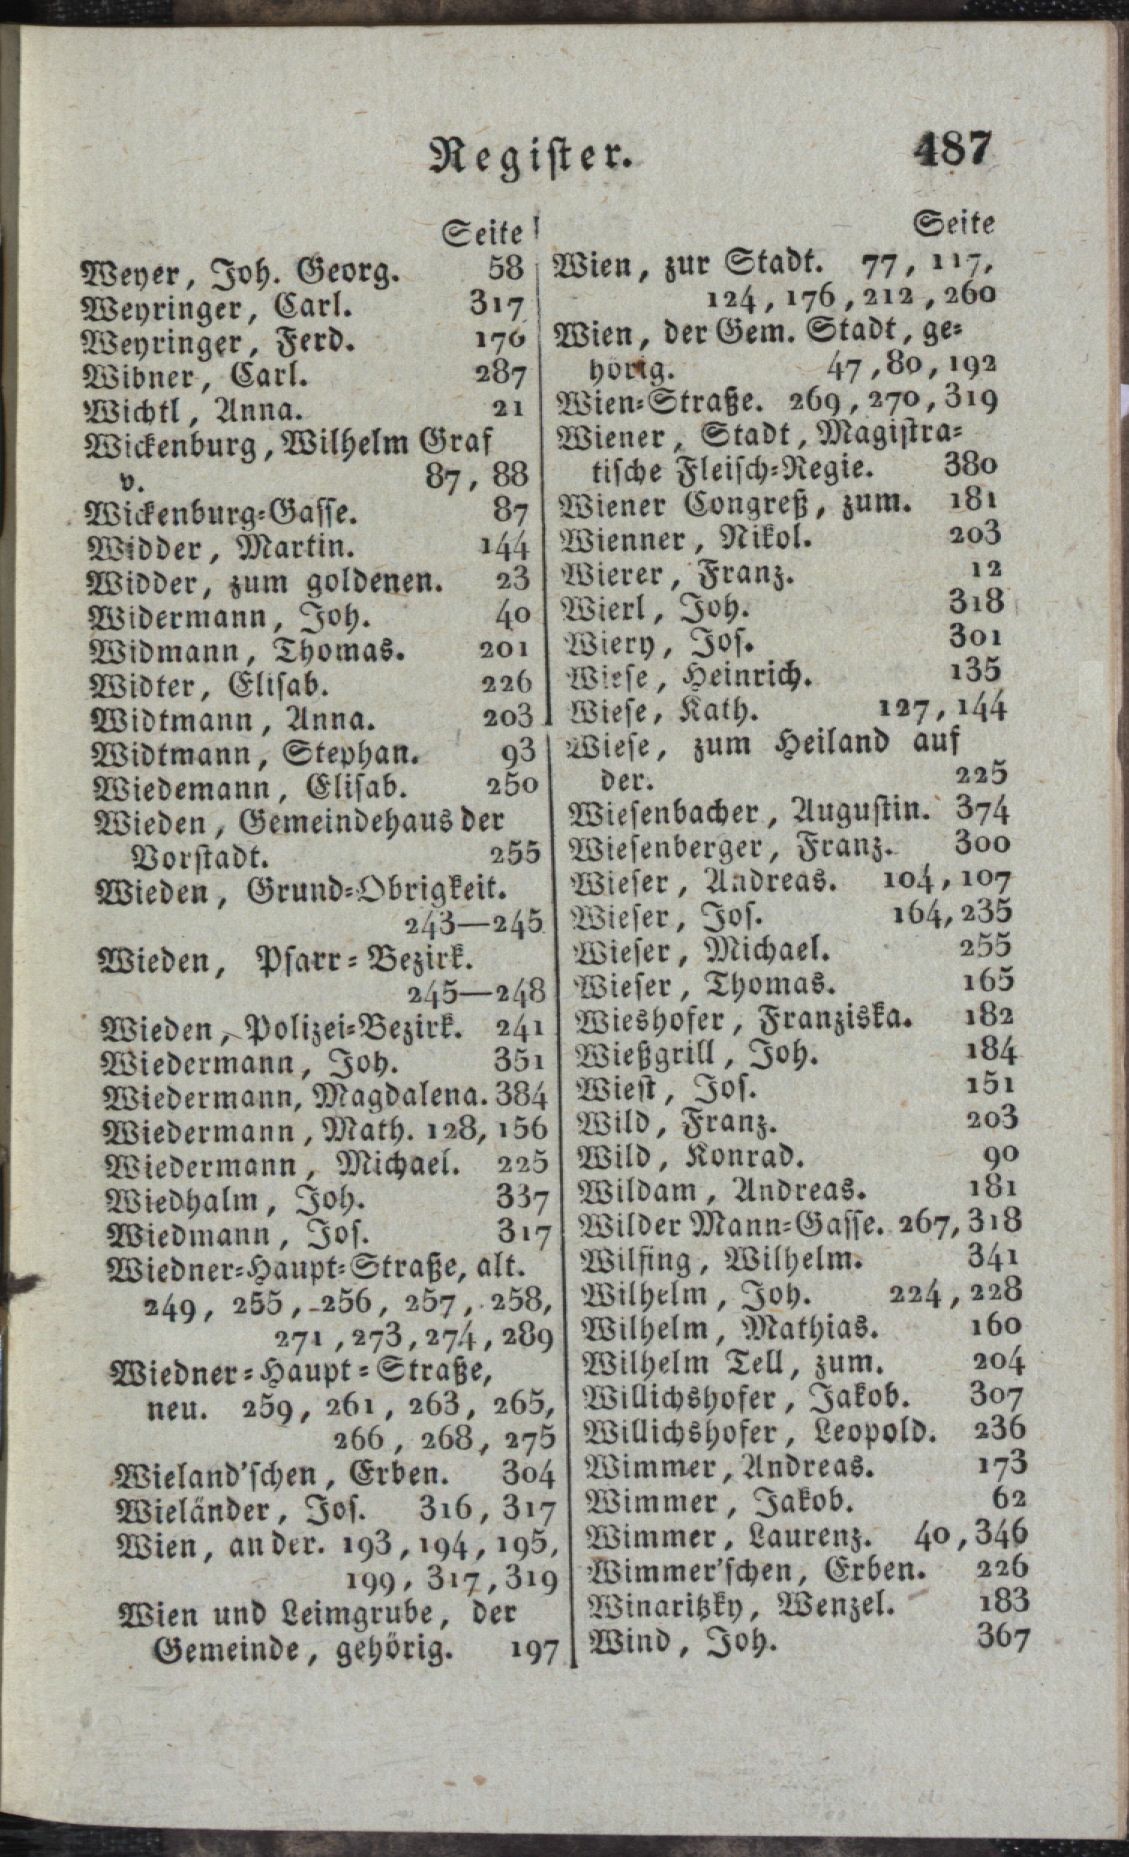 Register. 487
Seite
Weyer, Joh. Georg. 58
Weyringer, Carl. 317
Weyringer, Ferd. 176
Wibner, Carl. 287
Wichtl, Anna. 21
Wickenburg, Wilhelm Graf
v. 87, 88
Wickenburg-Gasse. 87
Widder, Martin. 144
Widder, zum goldenen. 23
Widermann, Joh. 40
Widmann, Thomas. 201
Widter, Elisab. 226
Widtmann, Anna. 203
Widtmann, Stephan. 93
Wiedemann, Elisab. 250
Wieden, Gemeindehaus der
Vorstadt. 255
Wieden, Grund-Obrigkeit.
243—245
Wieden, Pfarr-Bezirk.
245—248
Wieden, Polizei-Bezirk. 241
Wiedermann, Joh. 351
Wiedermann, Magdalena. 384
Wiedermann, Math. 128, 156
Wiedermann, Michael. 225
Wiedhalm, Joh. 337
Wiedmann, Jos. 317
Wiedner-Haupt-Straße, alt.
249, 255, 256, 257, 258,
271, 273, 274, 289
Wiedner-Haupt-Straße,
neu. 259, 261, 263, 265,
266, 268, 275
Wieland'schen, Erben. 304
Wieländer, Jos. 316, 317
Wien, an der. 193, 194, 195,
199, 317, 319
Wien und Leimgrube, der
Gemeinde, gehörig. 197
Seite
Wien, zur Stadt. 77, 117,
124, 176, 212, 260
Wien, der Gem. Stadt, ge-
hörig. 47, 80, 192
Wien-Straße. 269, 270, 319
Wiener, Stadt, Magistra-
tische Fleisch-Regie. 380
Wiener Congreß, zum. 181
Wienner, Nikol. 203
Wierer, Franz. 12
Wierl, Joh. 318
Wiery, Jos. 301
Wiese, Heinrich. 135
Wiese, Kath. 127, 144
Wiese, zum Heiland auf
der. 225
Wiesenbacher, Augustin. 374
Wiesenberger, Franz. 300
Wieser, Andreas. 104, 107
Wieser, Jos. 164, 235
Wieser, Michael. 255
Wieser, Thomas. 165
Wieshofer, Franziska. 182
Wießgrill, Joh. 184
Wiest, Jos. 151
Wild, Franz. 203
Wild, Konrad. 90
Wildam, Andreas. 181
Wilder Mann-Gasse. 267, 318
Wilfing, Wilhelm. 341
Wilhelm, Joh. 224, 228
Wilhelm, Mathias. 160
Wilhelm Tell, zum. 204
Willichshofer, Jakob. 307
Willichshofer, Leopold. 236
Wimmer, Andreas. 173
Wimmer, Jakob. 62
Wimmer, Laurenz. 40, 346
Wimmer'schen, Erben. 226
Winaritzky, Wenzel. 183
Wind, Joh. 367